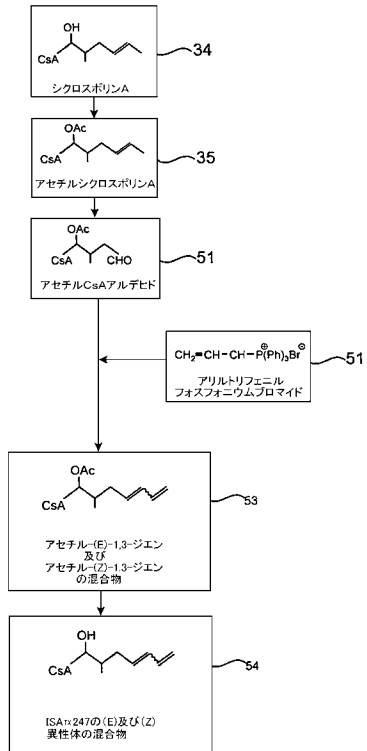 OH
CsA
シクロスポリンA
34
OAc
CsA
アセチルシクロスポリンA
35
OAc
CsA
CHO
アセチルCsAアルデヒド
51
CH₂=CH-CH-P(Ph)₃Br
⊕
⊖
アリルトリフェニル
フォスフォニウムブロマイド
51
OAc
CsA
アセチル-(E)-1,3-ジエン
及び
アセチル-(Z)-1,3-ジエン
の混合物
53
OH
CsA
ISATX247の(E)及び(Z)
異性体の混合物
54